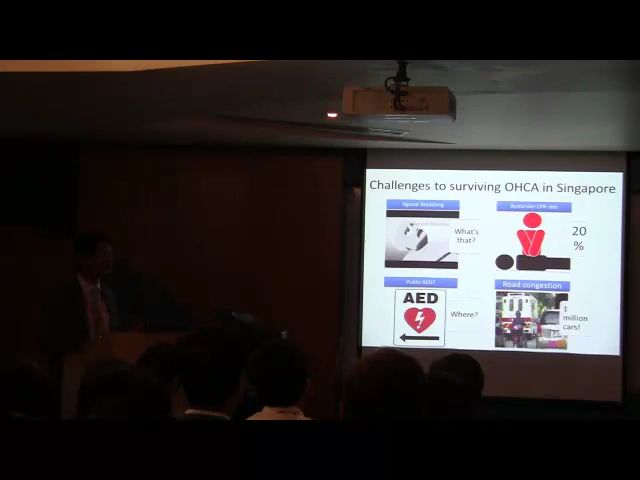 Challenges to surviving OHCA in Singapore
Agonal Breathing
What's
that?
Bystander CPR rate
20
%
Public AED?
AED
Where?
Road congestion
1
million
cars!